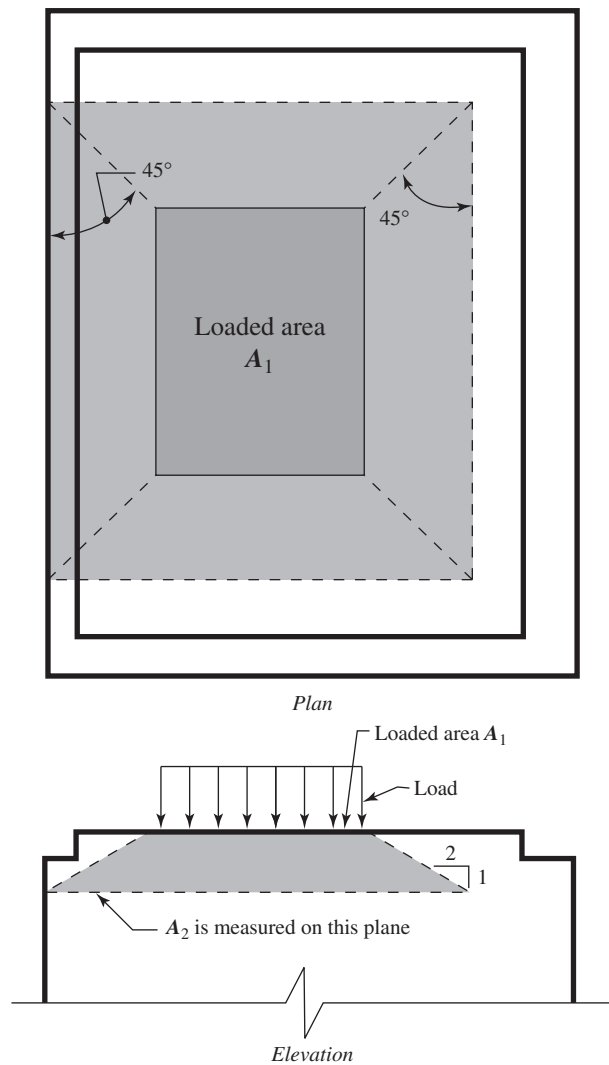 45°
45°
Loaded area
A1
Plan
Loaded area A1
Load
2
1
A2 is measured on this plane
Elevation